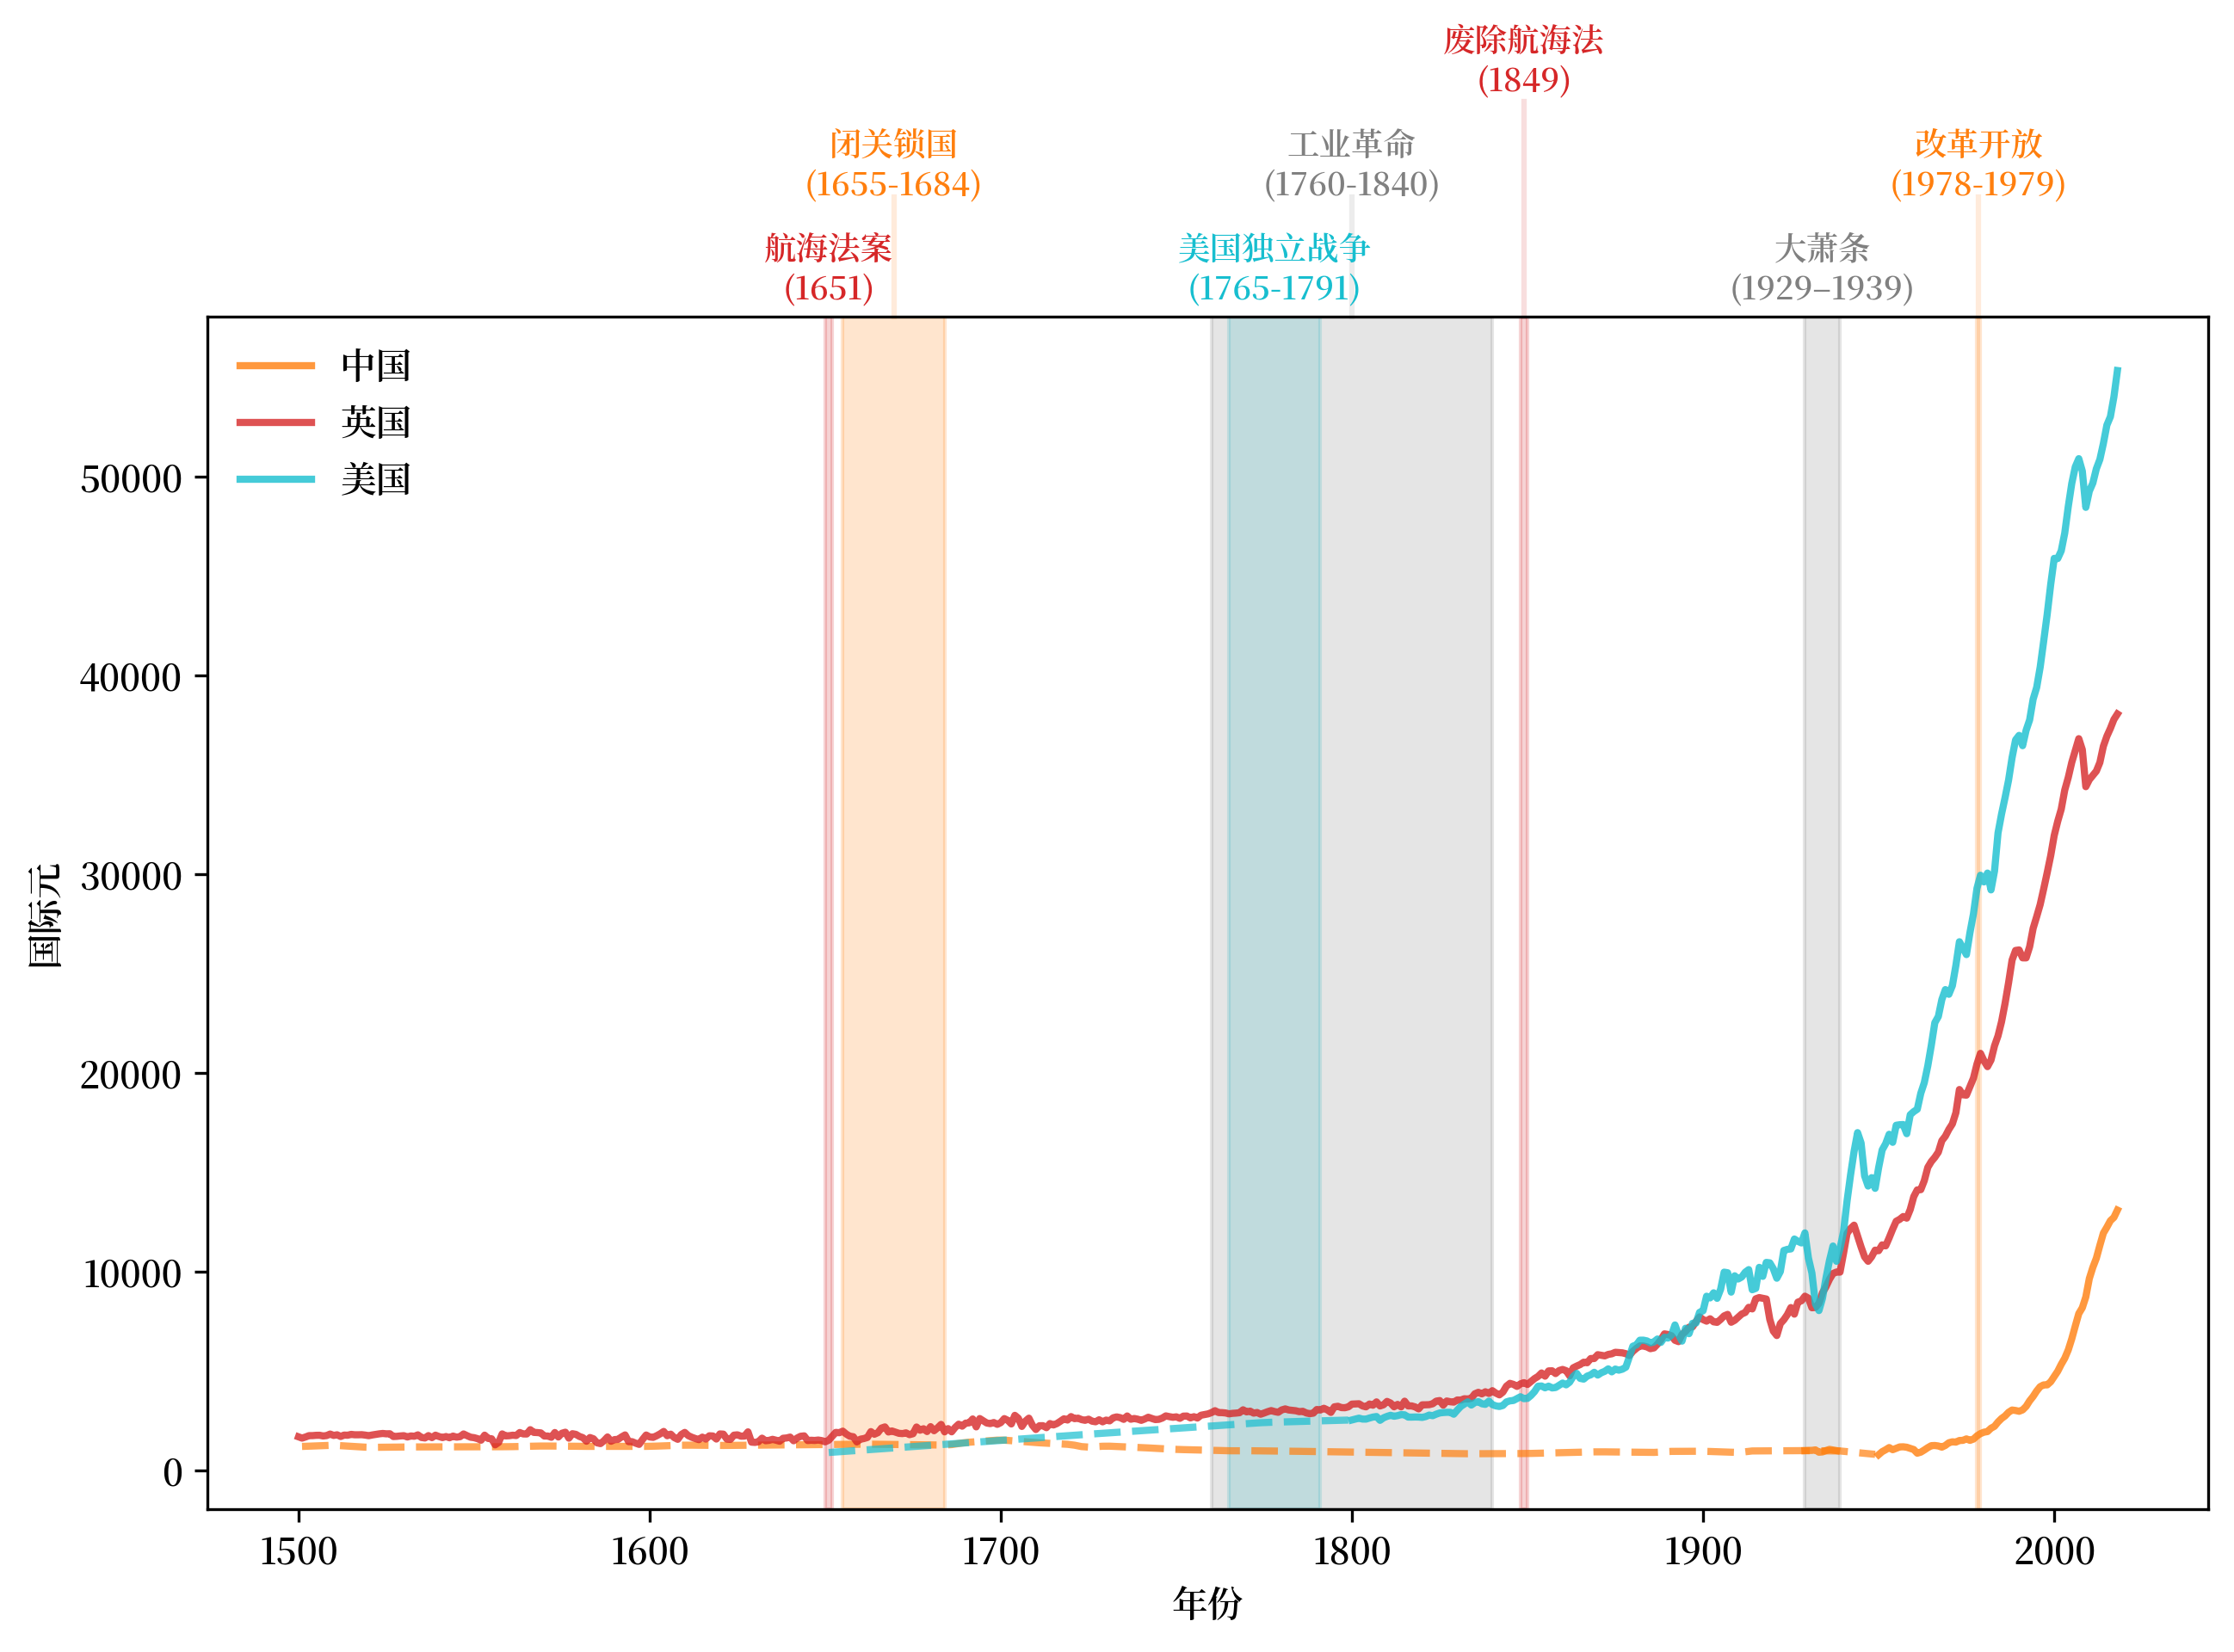 废除航海法
(1849)
闭关锁国
(1655-1684)
工业革命
(1760-1840)
改革开放
(1978-1979)
航海法案
(1651)
美国独立战争
(1765-1791)
大萧条
(1929–1939)
中国
英国
美国
50000
40000
30000
20000
10000
0
国际元
1500
1600
1700
1800
1900
2000
年份